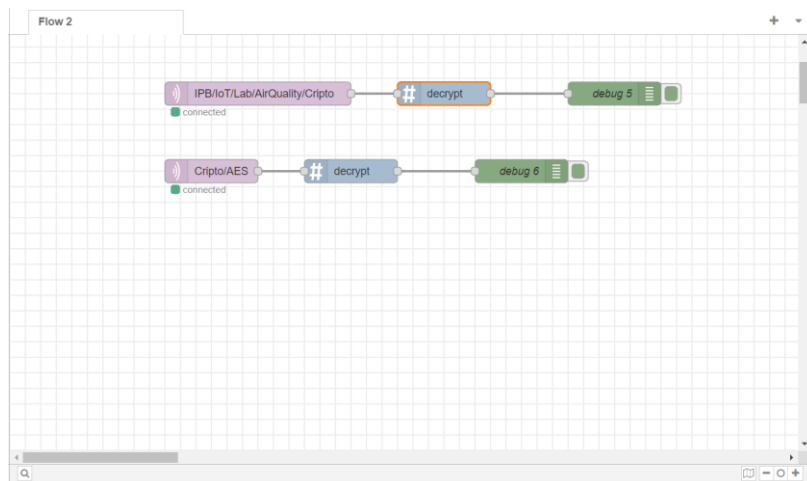 Flow 2
IPB/IoT/Lab/AirQuality/Cripto
decrypt
debug 5
connected
Cripto/AES
decrypt
debug 6
connected